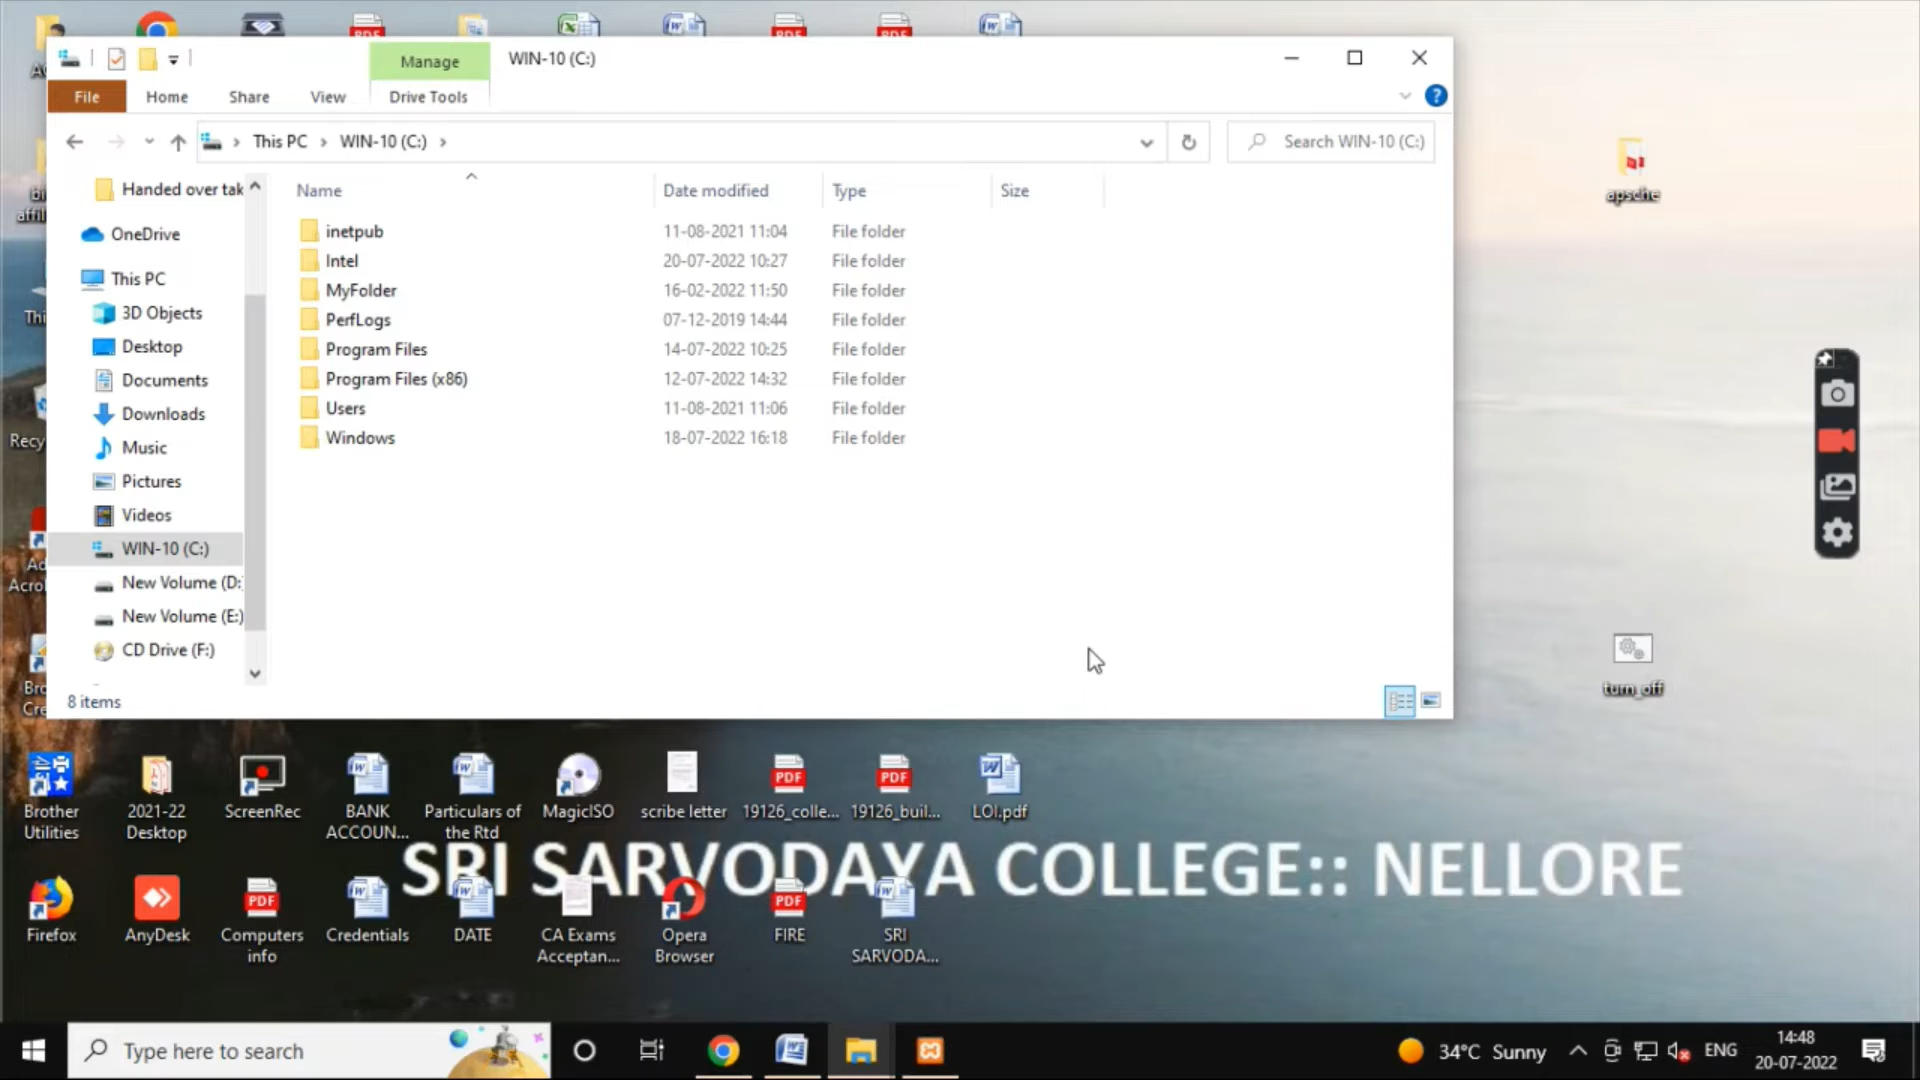 Manage
WIN-10 (C:)
File
Home
Share
View
Drive Tools
This PC
WIN-10 (C:)
Search WIN-10 (C:)
Handed over tak
OneDrive
This PC
3D Objects
Desktop
Documents
Downloads
Music
Pictures
Videos
WIN-10 (C:)
New Volume (D:
New Volume (E:)
CD Drive (F:)
Name Date modified Type Size
inetpub 11-08-2021 11:04 File folder
Intel 20-07-2022 10:27 File folder
MyFolder 16-02-2022 11:50 File folder
PerfLogs 07-12-2019 14:44 File folder
Program Files 14-07-2022 10:25 File folder
Program Files (x86) 12-07-2022 14:32 File folder
Users 11-08-2021 11:06 File folder
Windows 18-07-2022 16:18 File folder
8 items
apsche
turn_off
Recy
Brother
Utilities
2021-22
Desktop
ScreenRec
BANK
ACCOUN...
Particulars of
the Rtd
MagicISO
scribe letter
19126_colle...
19126_buil...
LOI.pdf
SRI SARVODAYA COLLEGE:: NELLORE
Firefox
AnyDesk
Computers
info
Credentials
DATE
CA Exams
Acceptan...
Opera
Browser
FIRE
SRI
SARVODA...
Type here to search
34°C Sunny
ENG
14:48
20-07-2022